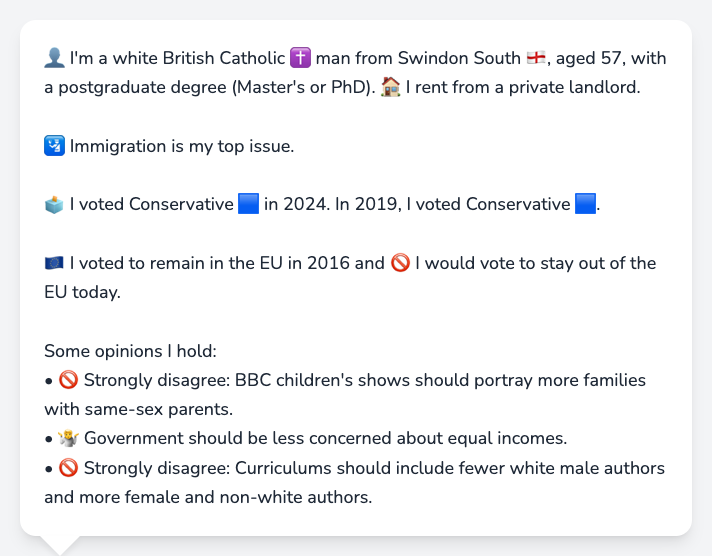 👤 I'm a white British Catholic ✝️ man from Swindon South 🏴󠁧󠁢󠁥󠁮󠁧󠁿, aged 57, with
a postgraduate degree (Master's or PhD). 🏠 I rent from a private landlord.
🛂 Immigration is my top issue.
🗳️ I voted Conservative 🟦 in 2024. In 2019, I voted Conservative 🟦.
🇪🇺 I voted to remain in the EU in 2016 and 🚫 I would vote to stay out of the
EU today.
Some opinions I hold:
• 🚫 Strongly disagree: BBC children's shows should portray more families
with same-sex parents.
• 🤷 Government should be less concerned about equal incomes.
• 🚫 Strongly disagree: Curriculums should include fewer white male authors
and more female and non-white authors.